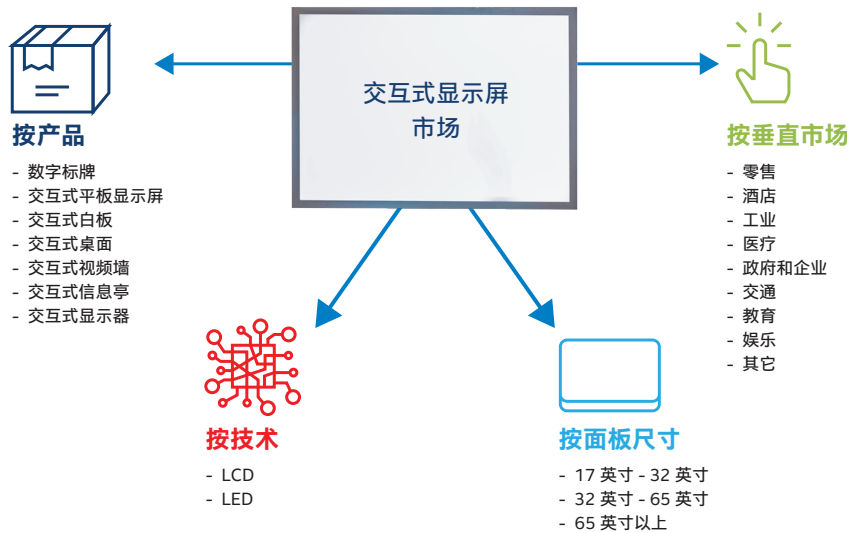 交互式显示屏
市场
按产品
- 数字标牌
- 交互式平板显示屏
- 交互式白板
- 交互式桌面
- 交互式视频墙
- 交互式信息亭
- 交互式显示器
按垂直市场
- 零售
- 酒店
- 工业
- 医疗
- 政府和企业
- 交通
- 教育
- 娱乐
- 其它
按技术
- LCD
- LED
按面板尺寸
- 17 英寸 - 32 英寸
- 32 英寸 - 65 英寸
- 65 英寸以上